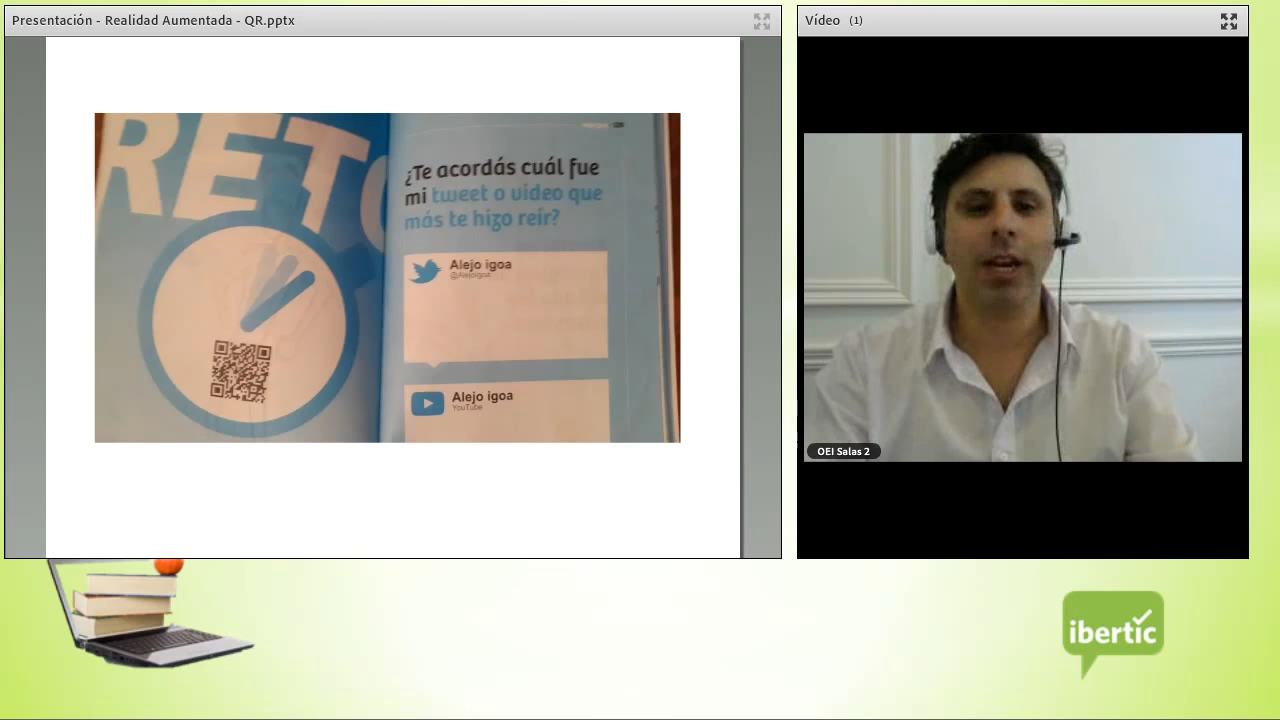 Presentación - Realidad Aumentada - QR.pptx
Vídeo (1)
RETO
¿Te acordás cuál fue
mi tweet o video que
más te hizo reír?
Alejo igoa
@Alejoigoa
Alejo igoa
YouTube
OEI Salas 2
ibertic